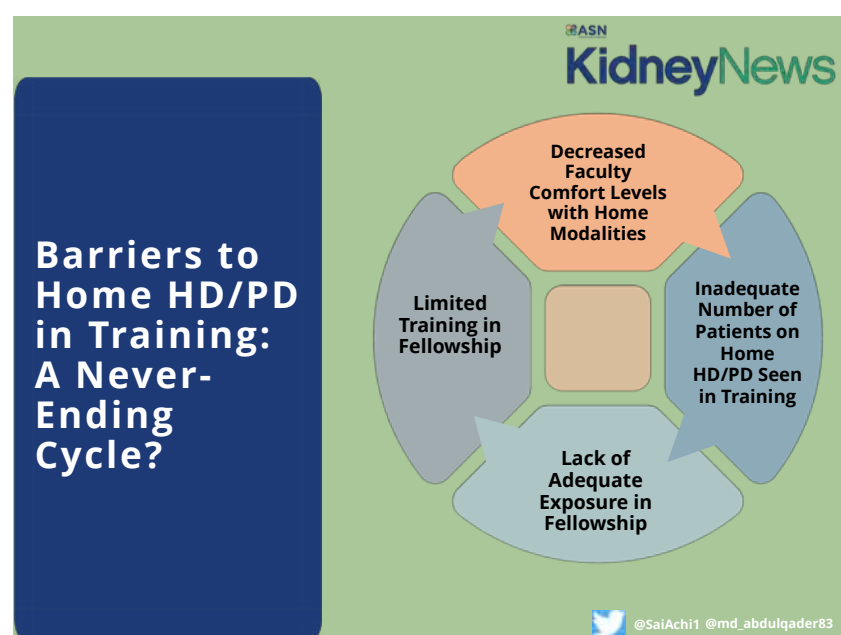 ASN
KidneyNews
Barriers to
Home HD/PD
in Training:
A Never-
Ending
Cycle?
Decreased
Faculty
Comfort Levels
with Home
Modalities
Inadequate
Number of
Patients on
Home
HD/PD Seen
in Training
Lack of
Adequate
Exposure in
Fellowship
Limited
Training in
Fellowship
@SaiAchi1 @md_abdulqader83